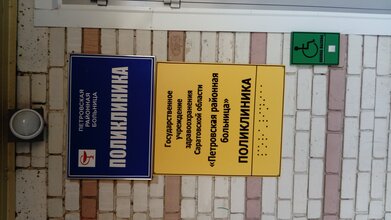 ПЕТРОВСКАЯ
РАЙОННАЯ
БОЛЬНИЦА
ПОЛИКЛИНИКА
Государственное
учреждение
здравоохранения
Саратовской области
«Петровская районная
больница»
ПОЛИКЛИНИКА